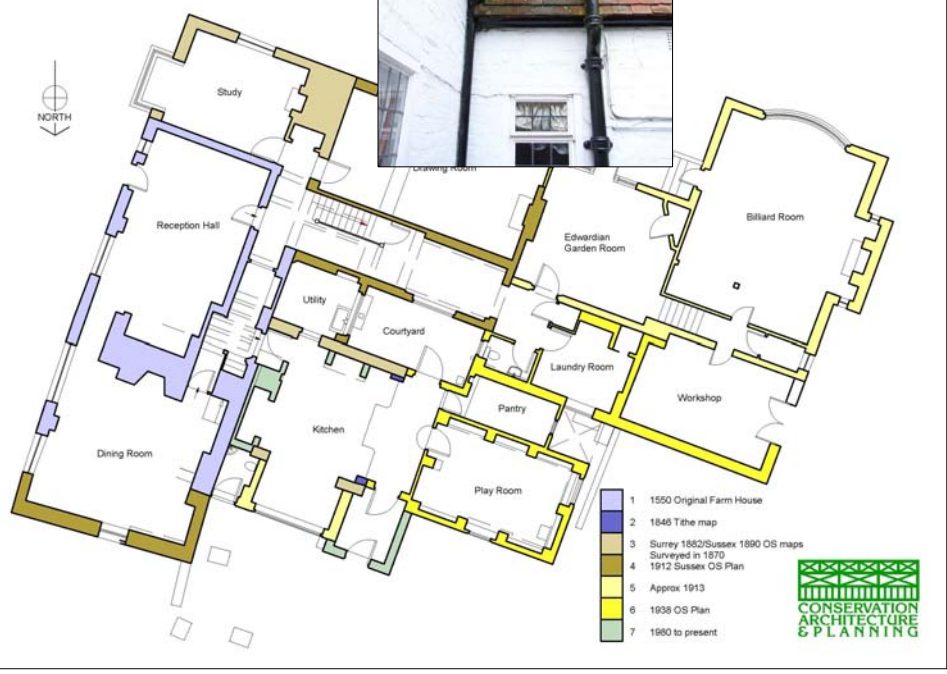 NORTH
Study
Drawing Room
Reception Hall
Edwardian
Garden Room
Billiard Room
Utility
Courtyard
Laundry Room
Workshop
Pantry
Kitchen
Dining Room
Play Room
1 1550 Original Farm House
2 1846 Tithe map
3 Surrey 1882/Sussex 1890 OS maps
Surveyed in 1870
4 1912 Sussex OS Plan
5 Approx 1913
6 1938 OS Plan
7 1980 to present
CONSERVATION
ARCHITECTURE
& PLANNING